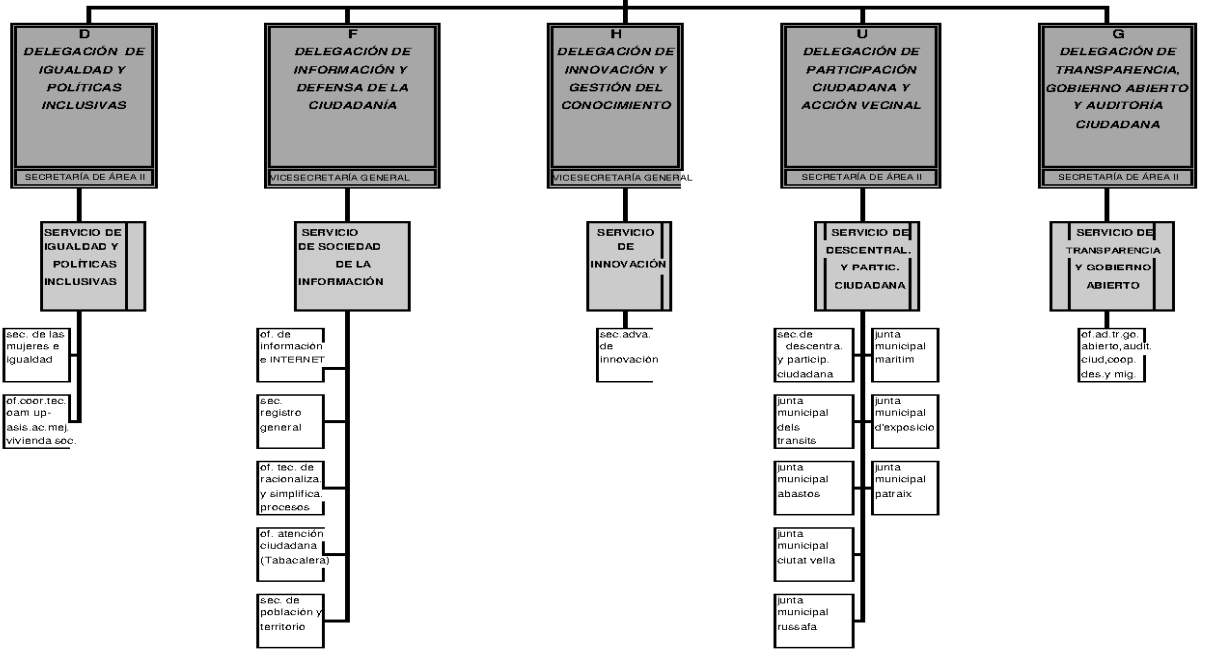 D
DELEGACIÓN DE
IGUALDAD Y
POLÍTICAS
INCLUSIVAS
SECRETARÍA DE ÁREA II
SERVICIO DE
IGUALDAD Y
POLÍTICAS
INCLUSIVAS
sec. de las
mujeres e
igualdad
of.coor.tec.
oam up-
asis.ac.mej.
vivienda soc.
F
DELEGACIÓN DE
INFORMACIÓN Y
DEFENSA DE LA
CIUDADANÍA
VICESECRETARÍA GENERAL
SERVICIO
DE SOCIEDAD
DE LA
INFORMACIÓN
of. de
información
e INTERNET
sec.
registro
general
of. tec. de
racionaliza.
y simplifica.
procesos
of. atención
ciudadana
(Tabacalera)
sec. de
población y
territorio
H
DELEGACIÓN DE
INNOVACIÓN Y
GESTIÓN DEL
CONOCIMIENTO
VICESECRETARÍA GENERAL
SERVICIO
DE
INNOVACIÓN
sec.adva.
de
innovación
U
DELEGACIÓN DE
PARTICIPACIÓN
CIUDADANA Y
ACCIÓN VECINAL
SECRETARÍA DE ÁREA II
SERVICIO DE
DESCENTRAL.
Y PARTIC.
CIUDADANA
sec.de
descentra.
y particip.
ciudadana
junta
municipal
maritim
junta
municipal
dels
transits
junta
municipal
d'exposicio
junta
municipal
abastos
junta
municipal
patraix
junta
municipal
ciutat vella
junta
municipal
russafa
G
DELEGACIÓN DE
TRANSPARENCIA,
GOBIERNO ABIERTO
Y AUDITORÍA
CIUDADANA
SECRETARÍA DE ÁREA II
SERVICIO DE
TRANSPARENCIA
Y GOBIERNO
ABIERTO
of.ad.tr.go.
abierto,audit.
ciud,coop.
des.y mig.